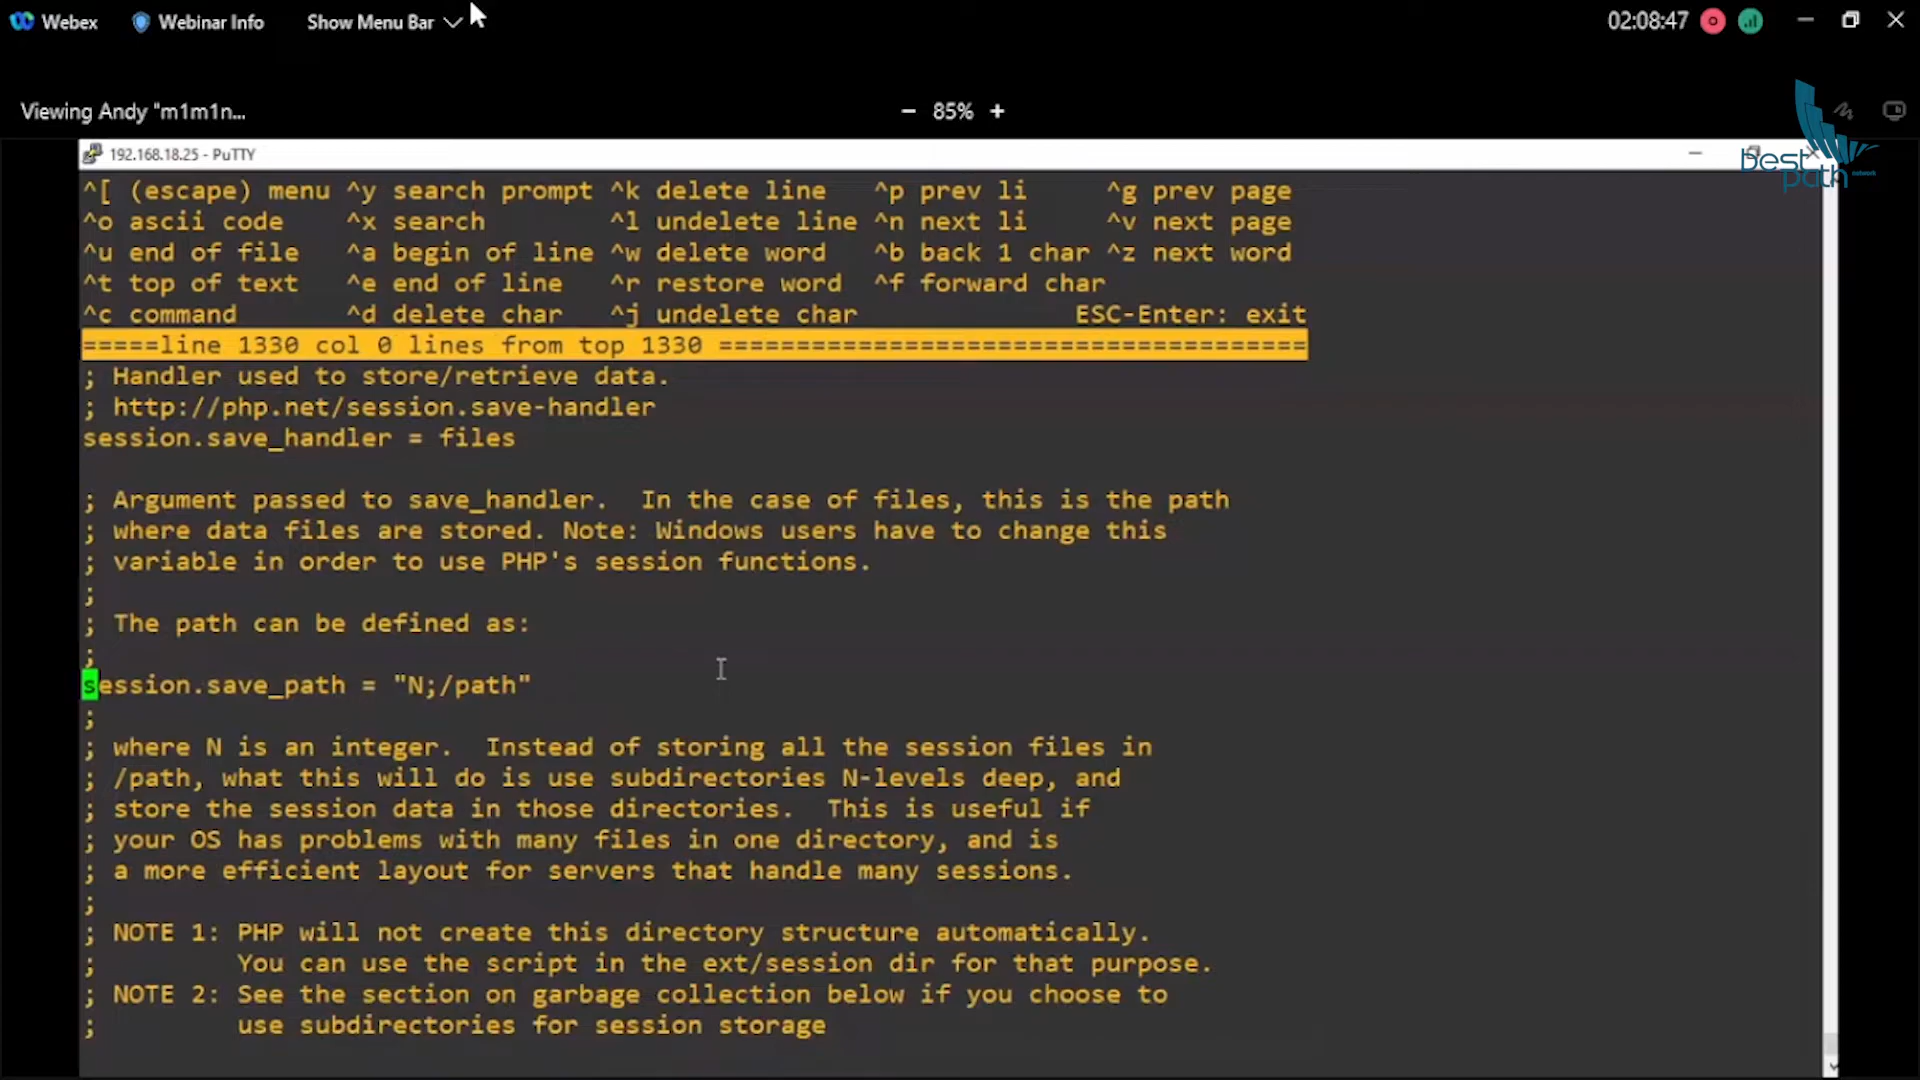 Webex Webinar Info Show Menu Bar 02:08:47
Viewing Andy "m1m1n... 85%
best path network
192.168.18.25 - PuTTY
^[ (escape) menu ^y search prompt ^k delete line ^p prev li ^g prev page
^o ascii code ^x search ^l undelete line ^n next li ^v next page
^u end of file ^a begin of line ^w delete word ^b back 1 char ^z next word
^t top of text ^e end of line ^r restore word ^f forward char
^c command ^d delete char ^j undelete char ESC-Enter: exit
=====line 1330 col 0 lines from top 1330 ======================================
; Handler used to store/retrieve data.
; http://php.net/session.save-handler
session.save_handler = files
; Argument passed to save_handler. In the case of files, this is the path
; where data files are stored. Note: Windows users have to change this
; variable in order to use PHP's session functions.
;
; The path can be defined as:
;
session.save_path = "N;/path"
;
; where N is an integer. Instead of storing all the session files in
; /path, what this will do is use subdirectories N-levels deep, and
; store the session data in those directories. This is useful if
; your OS has problems with many files in one directory, and is
; a more efficient layout for servers that handle many sessions.
;
; NOTE 1: PHP will not create this directory structure automatically.
; You can use the script in the ext/session dir for that purpose.
; NOTE 2: See the section on garbage collection below if you choose to
; use subdirectories for session storage